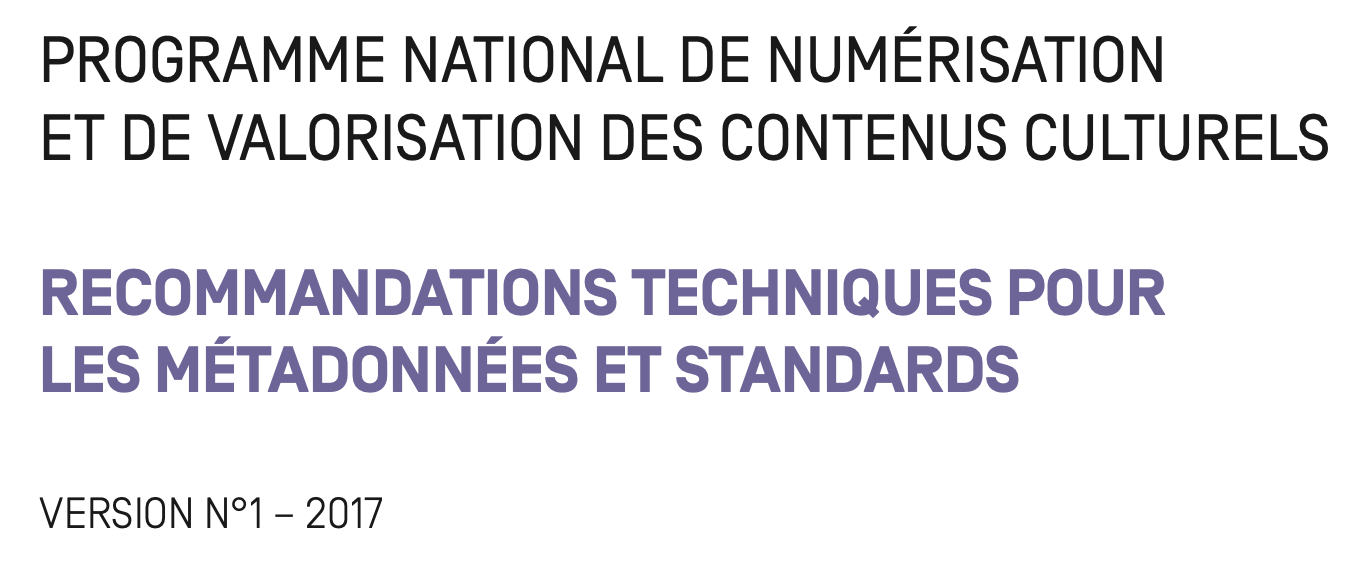 PROGRAMME NATIONAL DE NUMÉRISATION
ET DE VALORISATION DES CONTENUS CULTURELS
RECOMMANDATIONS TECHNIQUES POUR
LES MÉTADONNÉES ET STANDARDS
VERSION N°1 – 2017